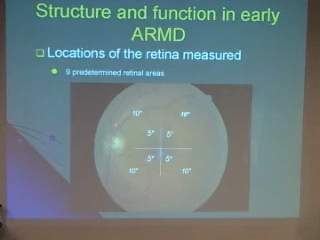 Structure and function in early
ARMD
Locations of the retina measured
9 predetermined retinal areas
10° 10°
5° 5°
5° 5°
10° 10°